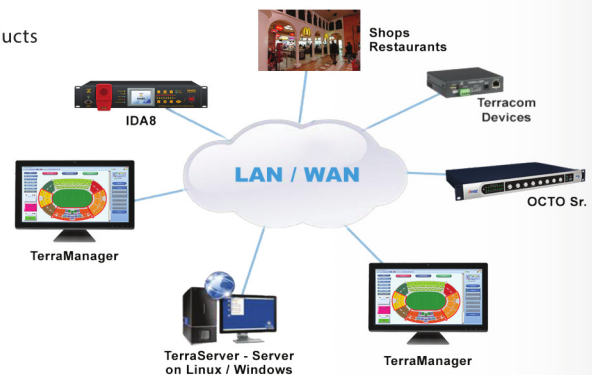 ucts
Shops
Restaurants
IDA8
Terracom
Devices
LAN / WAN
OCTO Sr.
TerraManager
TerraServer - Server
on Linux / Windows
TerraManager